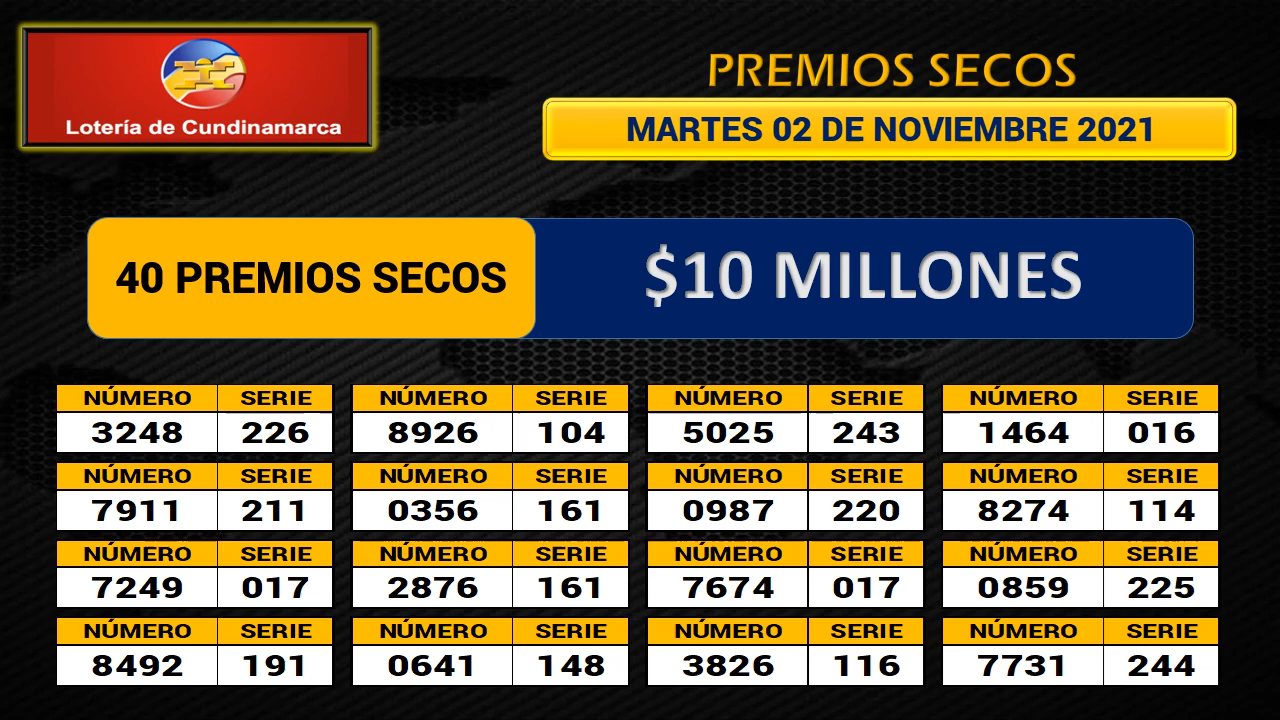 Lotería de Cundinamarca
PREMIOS SECOS
MARTES 02 DE NOVIEMBRE 2021
40 PREMIOS SECOS
$10 MILLONES
NÚMERO SERIE NÚMERO SERIE NÚMERO SERIE NÚMERO SERIE
3248 226 8926 104 5025 243 1464 016
NÚMERO SERIE NÚMERO SERIE NÚMERO SERIE NÚMERO SERIE
7911 211 0356 161 0987 220 8274 114
NÚMERO SERIE NÚMERO SERIE NÚMERO SERIE NÚMERO SERIE
7249 017 2876 161 7674 017 0859 225
NÚMERO SERIE NÚMERO SERIE NÚMERO SERIE NÚMERO SERIE
8492 191 0641 148 3826 116 7731 244